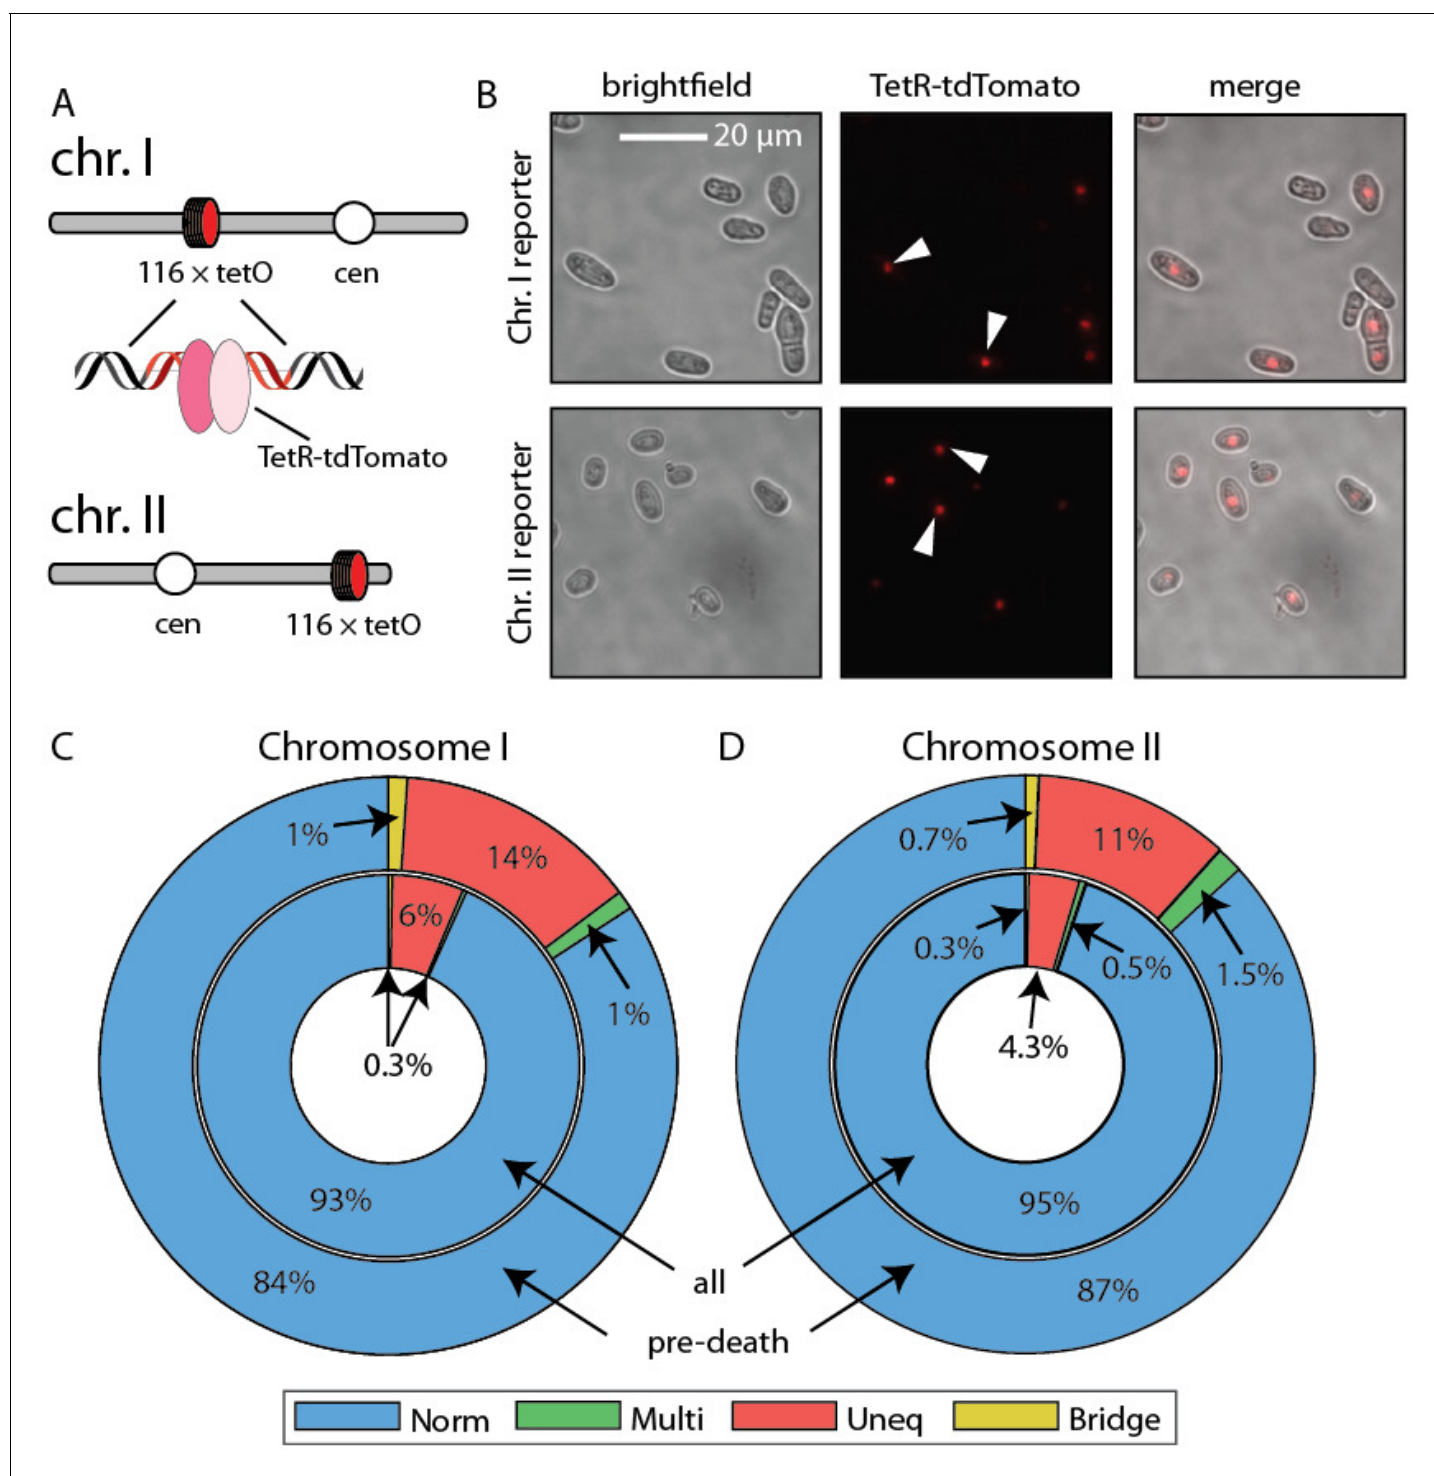 A
chr. I
116 × tetO
cen
TetR-tdTomato
chr. II
cen
116 × tetO
B
brightfield
TetR-tdTomato
merge
Chr. I reporter
20 μm
Chr. II reporter
C
Chromosome I
1%
14%
6%
1%
0.3%
93%
84%
D
Chromosome II
0.7%
11%
0.3%
0.5%
1.5%
4.3%
95%
87%
all
pre-death
Norm
Multi
Uneq
Bridge